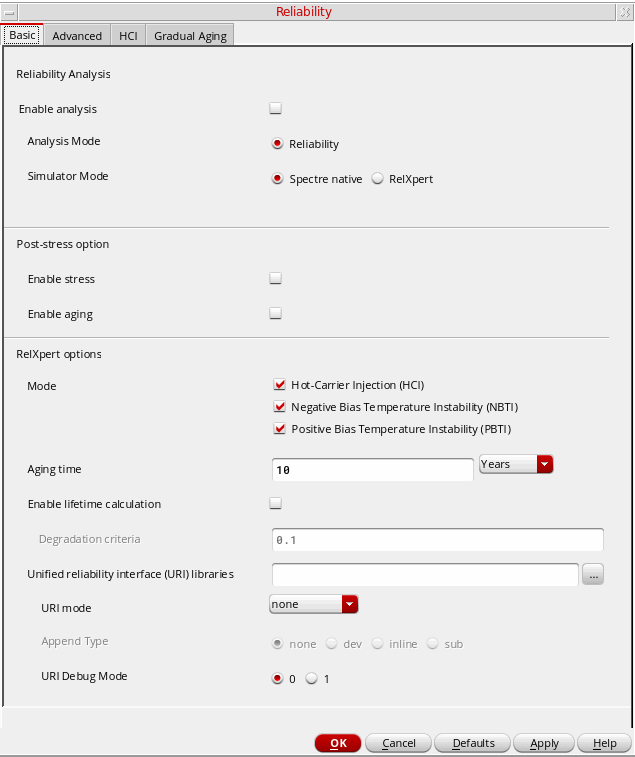 Reliability
Basic Advanced HCI Gradual Aging
Reliability Analysis
Enable analysis
Analysis Mode Reliability
Simulator Mode Spectre native RelXpert
Post-stress option
Enable stress
Enable aging
RelXpert options
Mode Hot-Carrier Injection (HCI)
Negative Bias Temperature Instability (NBTI)
Positive Bias Temperature Instability (PBTI)
Aging time 10 Years
Enable lifetime calculation
Degradation criteria 0.1
Unified reliability interface (URI) libraries ...
URI mode none
Append Type none dev inline sub
URI Debug Mode 0 1
OK Cancel Defaults Apply Help